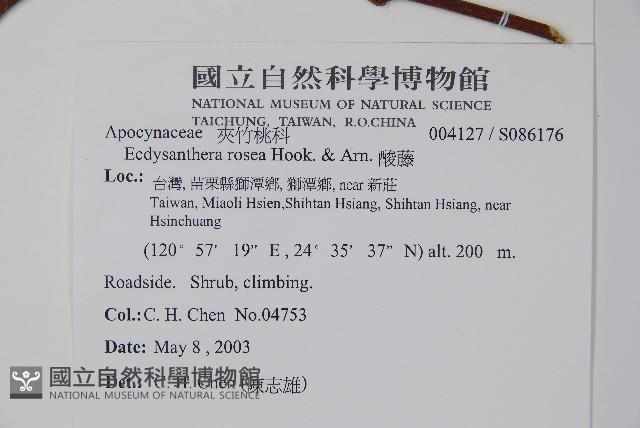 國立自然科學博物館
NATIONAL MUSEUM OF NATURAL SCIENCE
TAICHUNG, TAIWAN, R.O.CHINA
Apocynaceae 夾竹桃科 004127 / S086176
Ecdysanthera rosea Hook. & Arn. 酸藤
Loc.: 台灣, 苗栗縣獅潭鄉, 獅潭鄉, near 新莊
Taiwan, Miaoli Hsien,Shihtan Hsiang, Shihtan Hsiang, near
Hsinchuang
(120° 57' 19" E , 24° 35' 37" N) alt. 200 m.
Roadside. Shrub, climbing.
Col.: C. H. Chen No.04753
Date: May 8 , 2003
Det.: C. H. Chen (陳志雄)
國立自然科學博物館
NATIONAL MUSEUM OF NATURAL SCIENCE